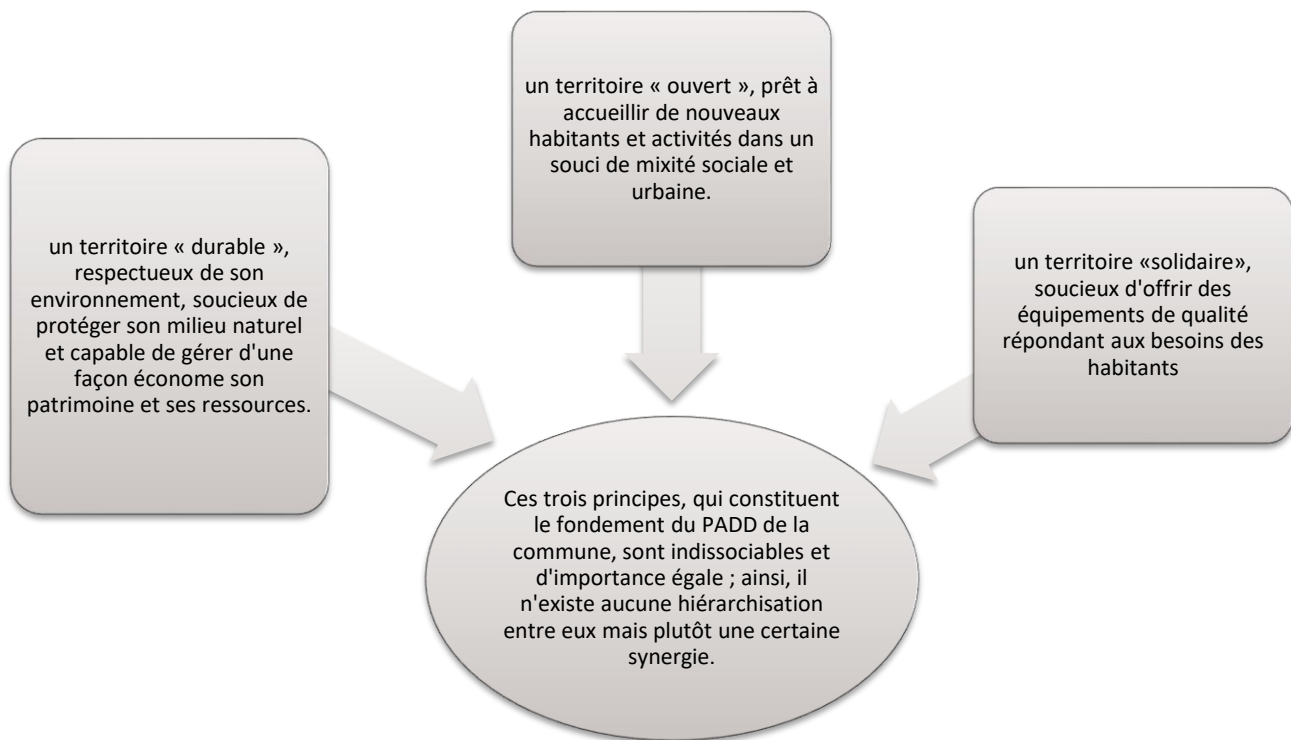 un territoire « durable »,
respectueux de son
environnement, soucieux de
protéger son milieu naturel
et capable de gérer d'une
façon économe son
patrimoine et ses ressources.
un territoire « ouvert », prêt à
accueillir de nouveaux
habitants et activités dans un
souci de mixité sociale et
urbaine.
un territoire «solidaire»,
soucieux d'offrir des
équipements de qualité
répondant aux besoins des
habitants
Ces trois principes, qui constituent
le fondement du PADD de la
commune, sont indissociables et
d'importance égale ; ainsi, il
n'existe aucune hiérarchisation
entre eux mais plutôt une certaine
synergie.